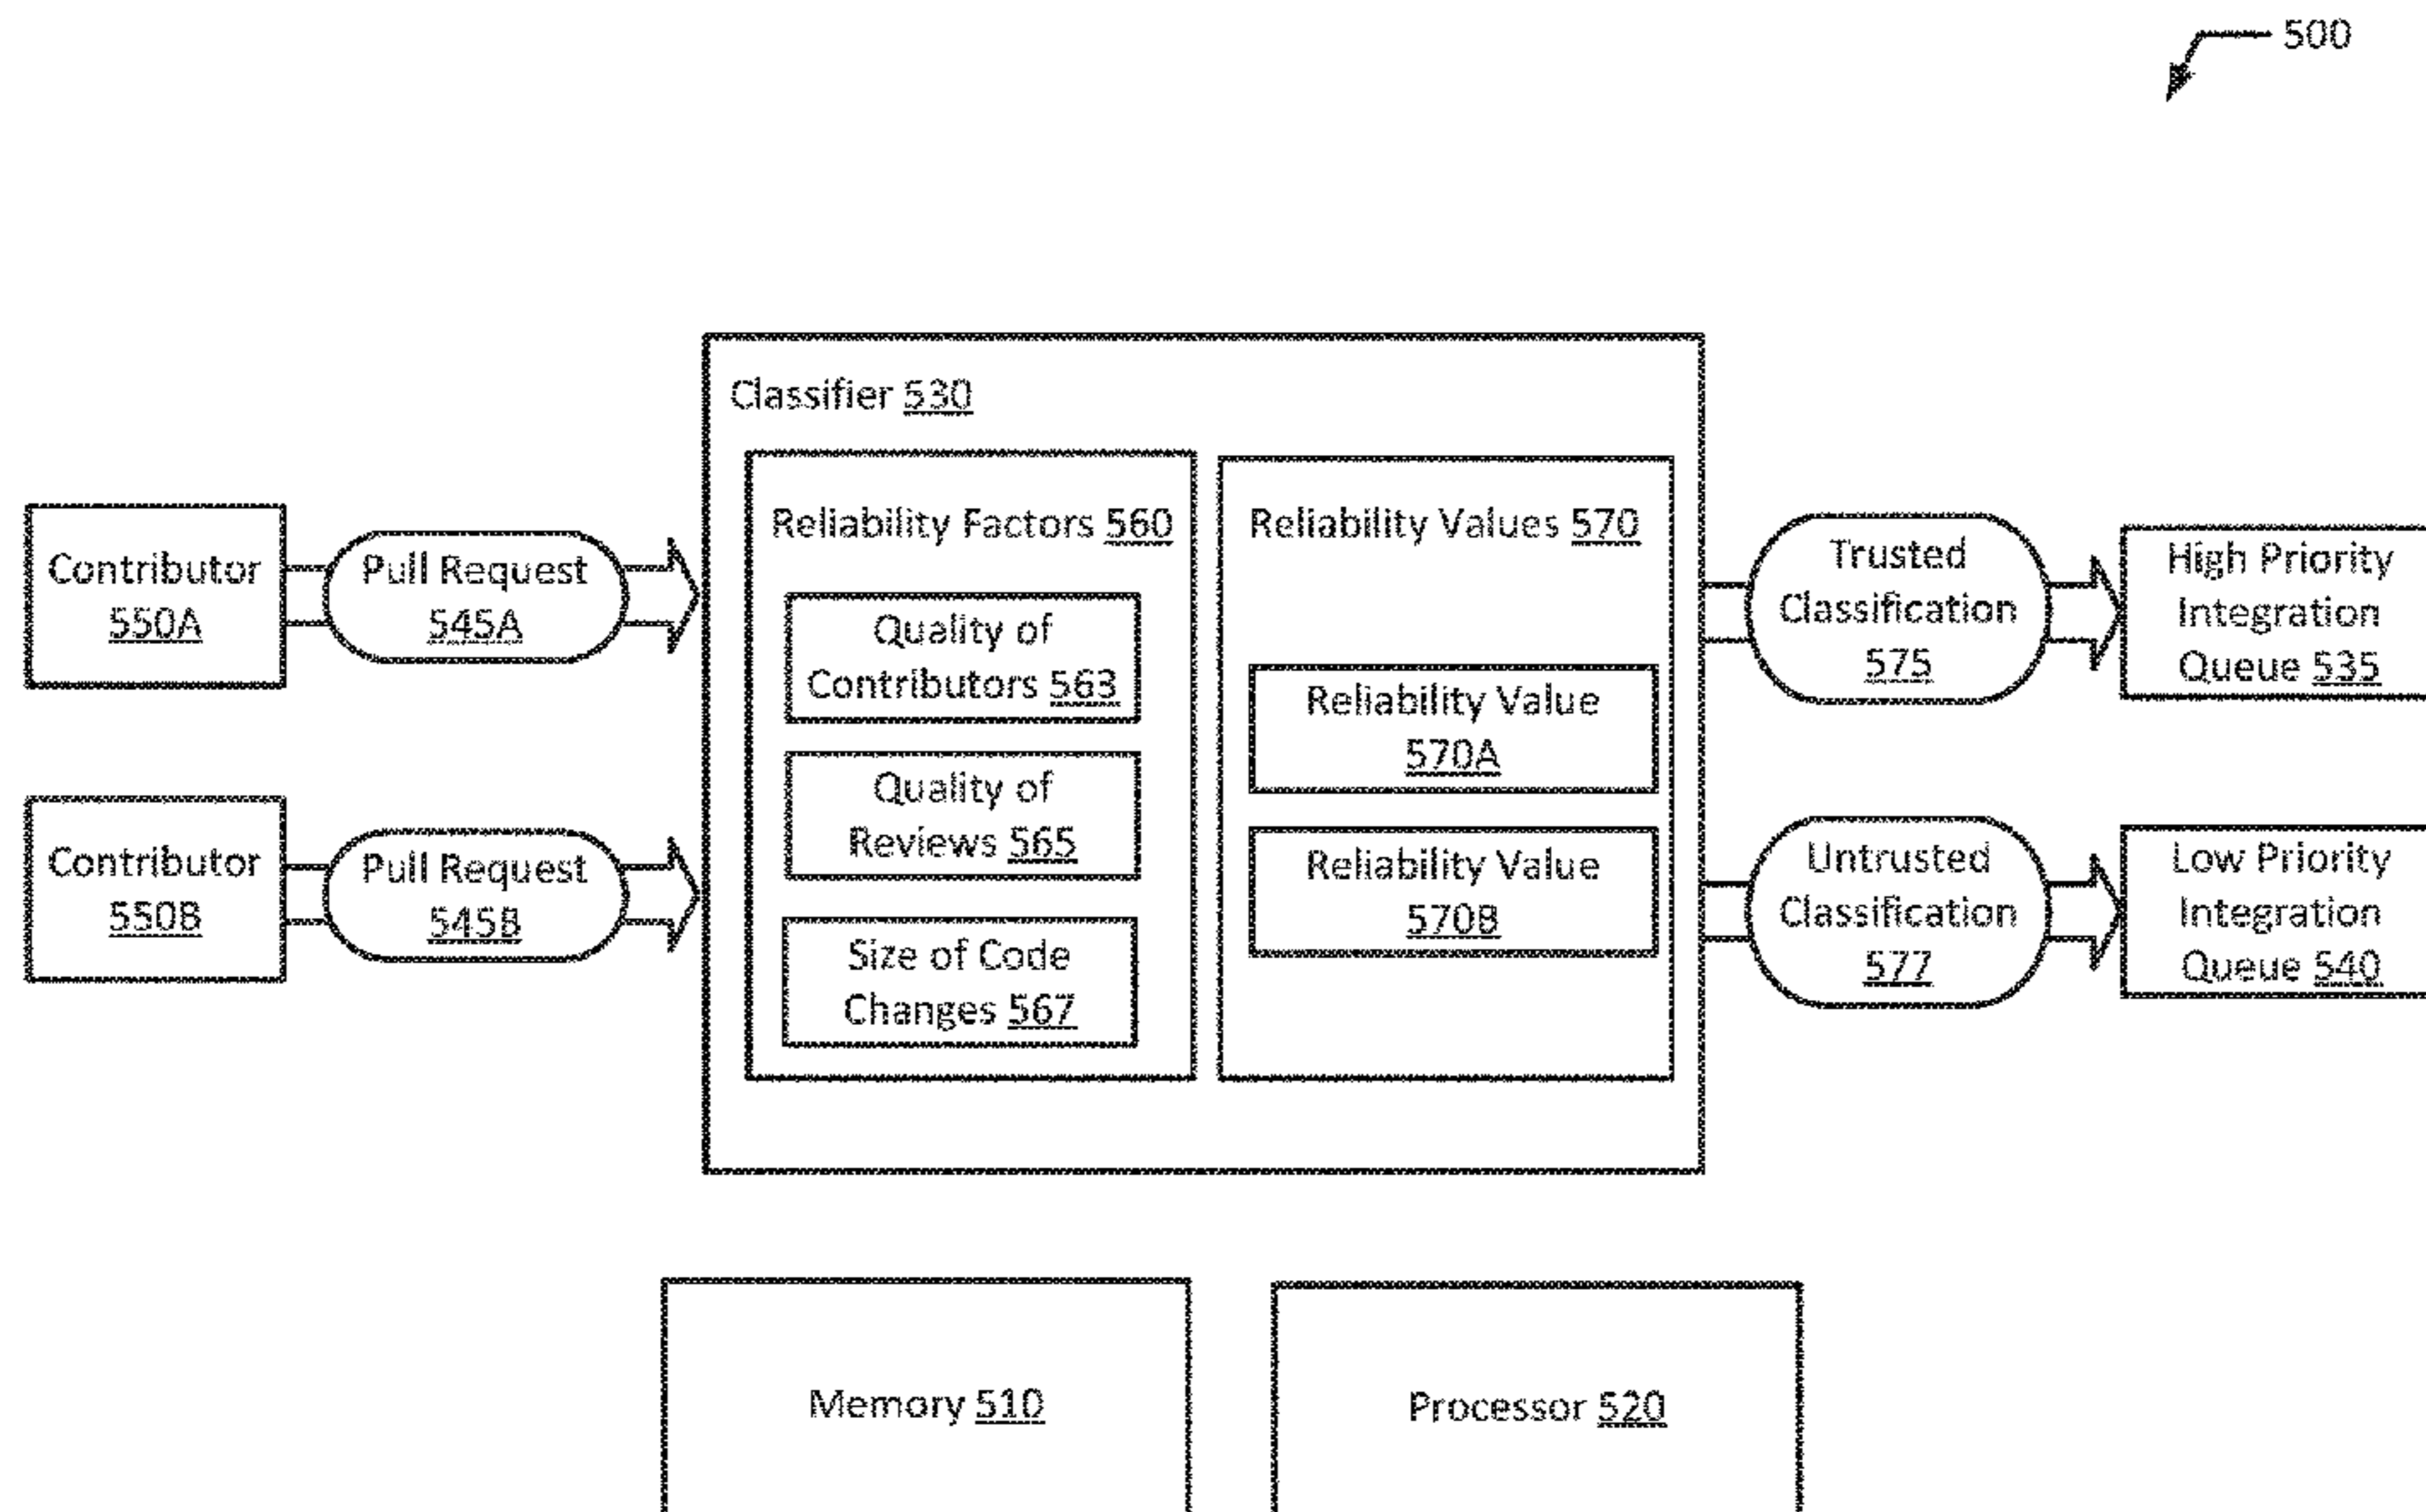 500
Classifier 530
Reliability Factors 560
Quality of
Contributors 563
Quality of
Reviews 565
Size of Code
Changes 567
Reliability Values 570
Reliability Value
570A
Reliability Value
570B
Contributor
550A
Pull Request
545A
Contributor
550B
Pull Request
545B
Trusted
Classification
575
High Priority
Integration
Queue 535
Untrusted
Classification
577
Low Priority
Integration
Queue 540
Memory 510
Processor 520